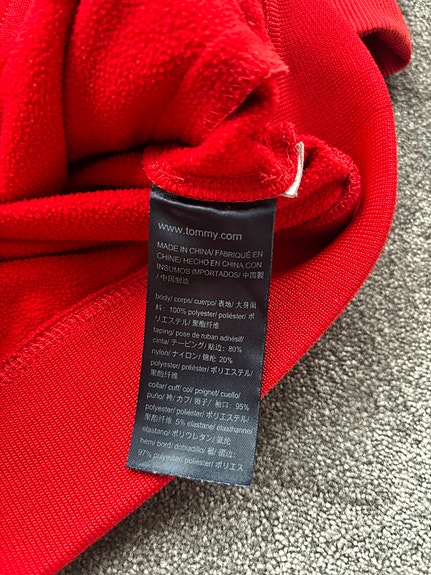 www.tommy.com
MADE IN CHINA/ FABRIQUÉ EN
CHINE/ HECHO EN CHINA CON
INSUMOS IMPORTADOS/ 中国製
/ 中国制造
body/ corps/ cuerpo/ 表地/ 大身面
料: 100% polyester/ poliéster/ ポ
リエステル/ 聚酯纤维
taping/ pose de ruban adhésif/
cinta/ テーピング/ 贴边: 80%
nylon/ ナイロン/ 锦纶 20%
polyester/ poliéster/ ポリエステル/
聚酯纤维
collar/ cuff/ col/ poignet/ cuello/
puño/ 衿/ カフ/ 领子/ 袖口: 95%
polyester/ poliéster/ ポリエステル/
聚酯纤维 5% elastane/ élasthanne/
elastano/ ポリウレタン/ 氨纶
hem/ bord/ dobladillo/ 裾/ 裾边:
97% polyester/ poliéster/ ポリエス